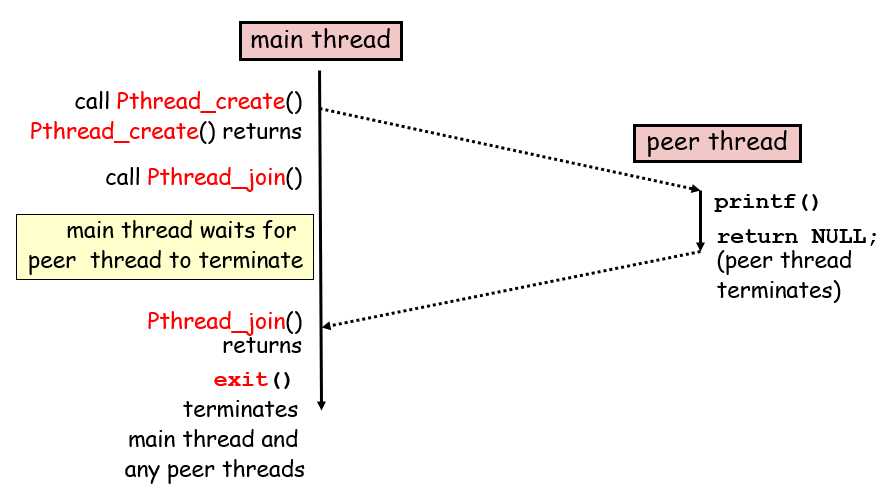 main thread
call Pthread_create()
Pthread_create() returns
call Pthread_join()
main thread waits for
peer thread to terminate
Pthread_join()
returns
exit()
terminates
main thread and
any peer threads
peer thread
printf()
return NULL;
(peer thread
terminates)